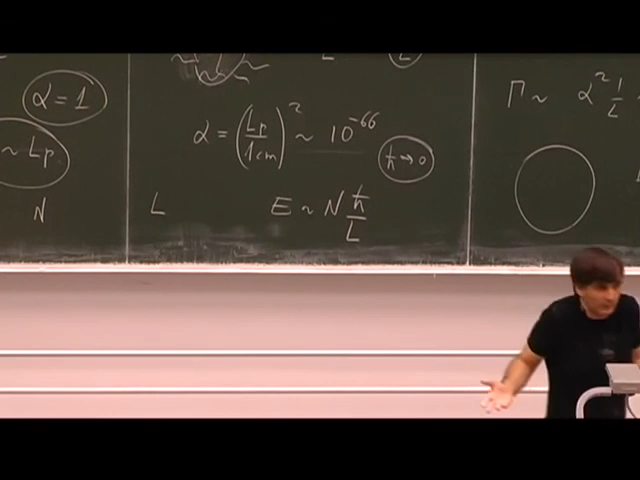 α = 1
~ Lp.
N
L
α = (Lp / 1cm)² ~ 10⁻⁶⁶
ħ → 0
E ~ N ħ / L
Γ ~ α² 1/L